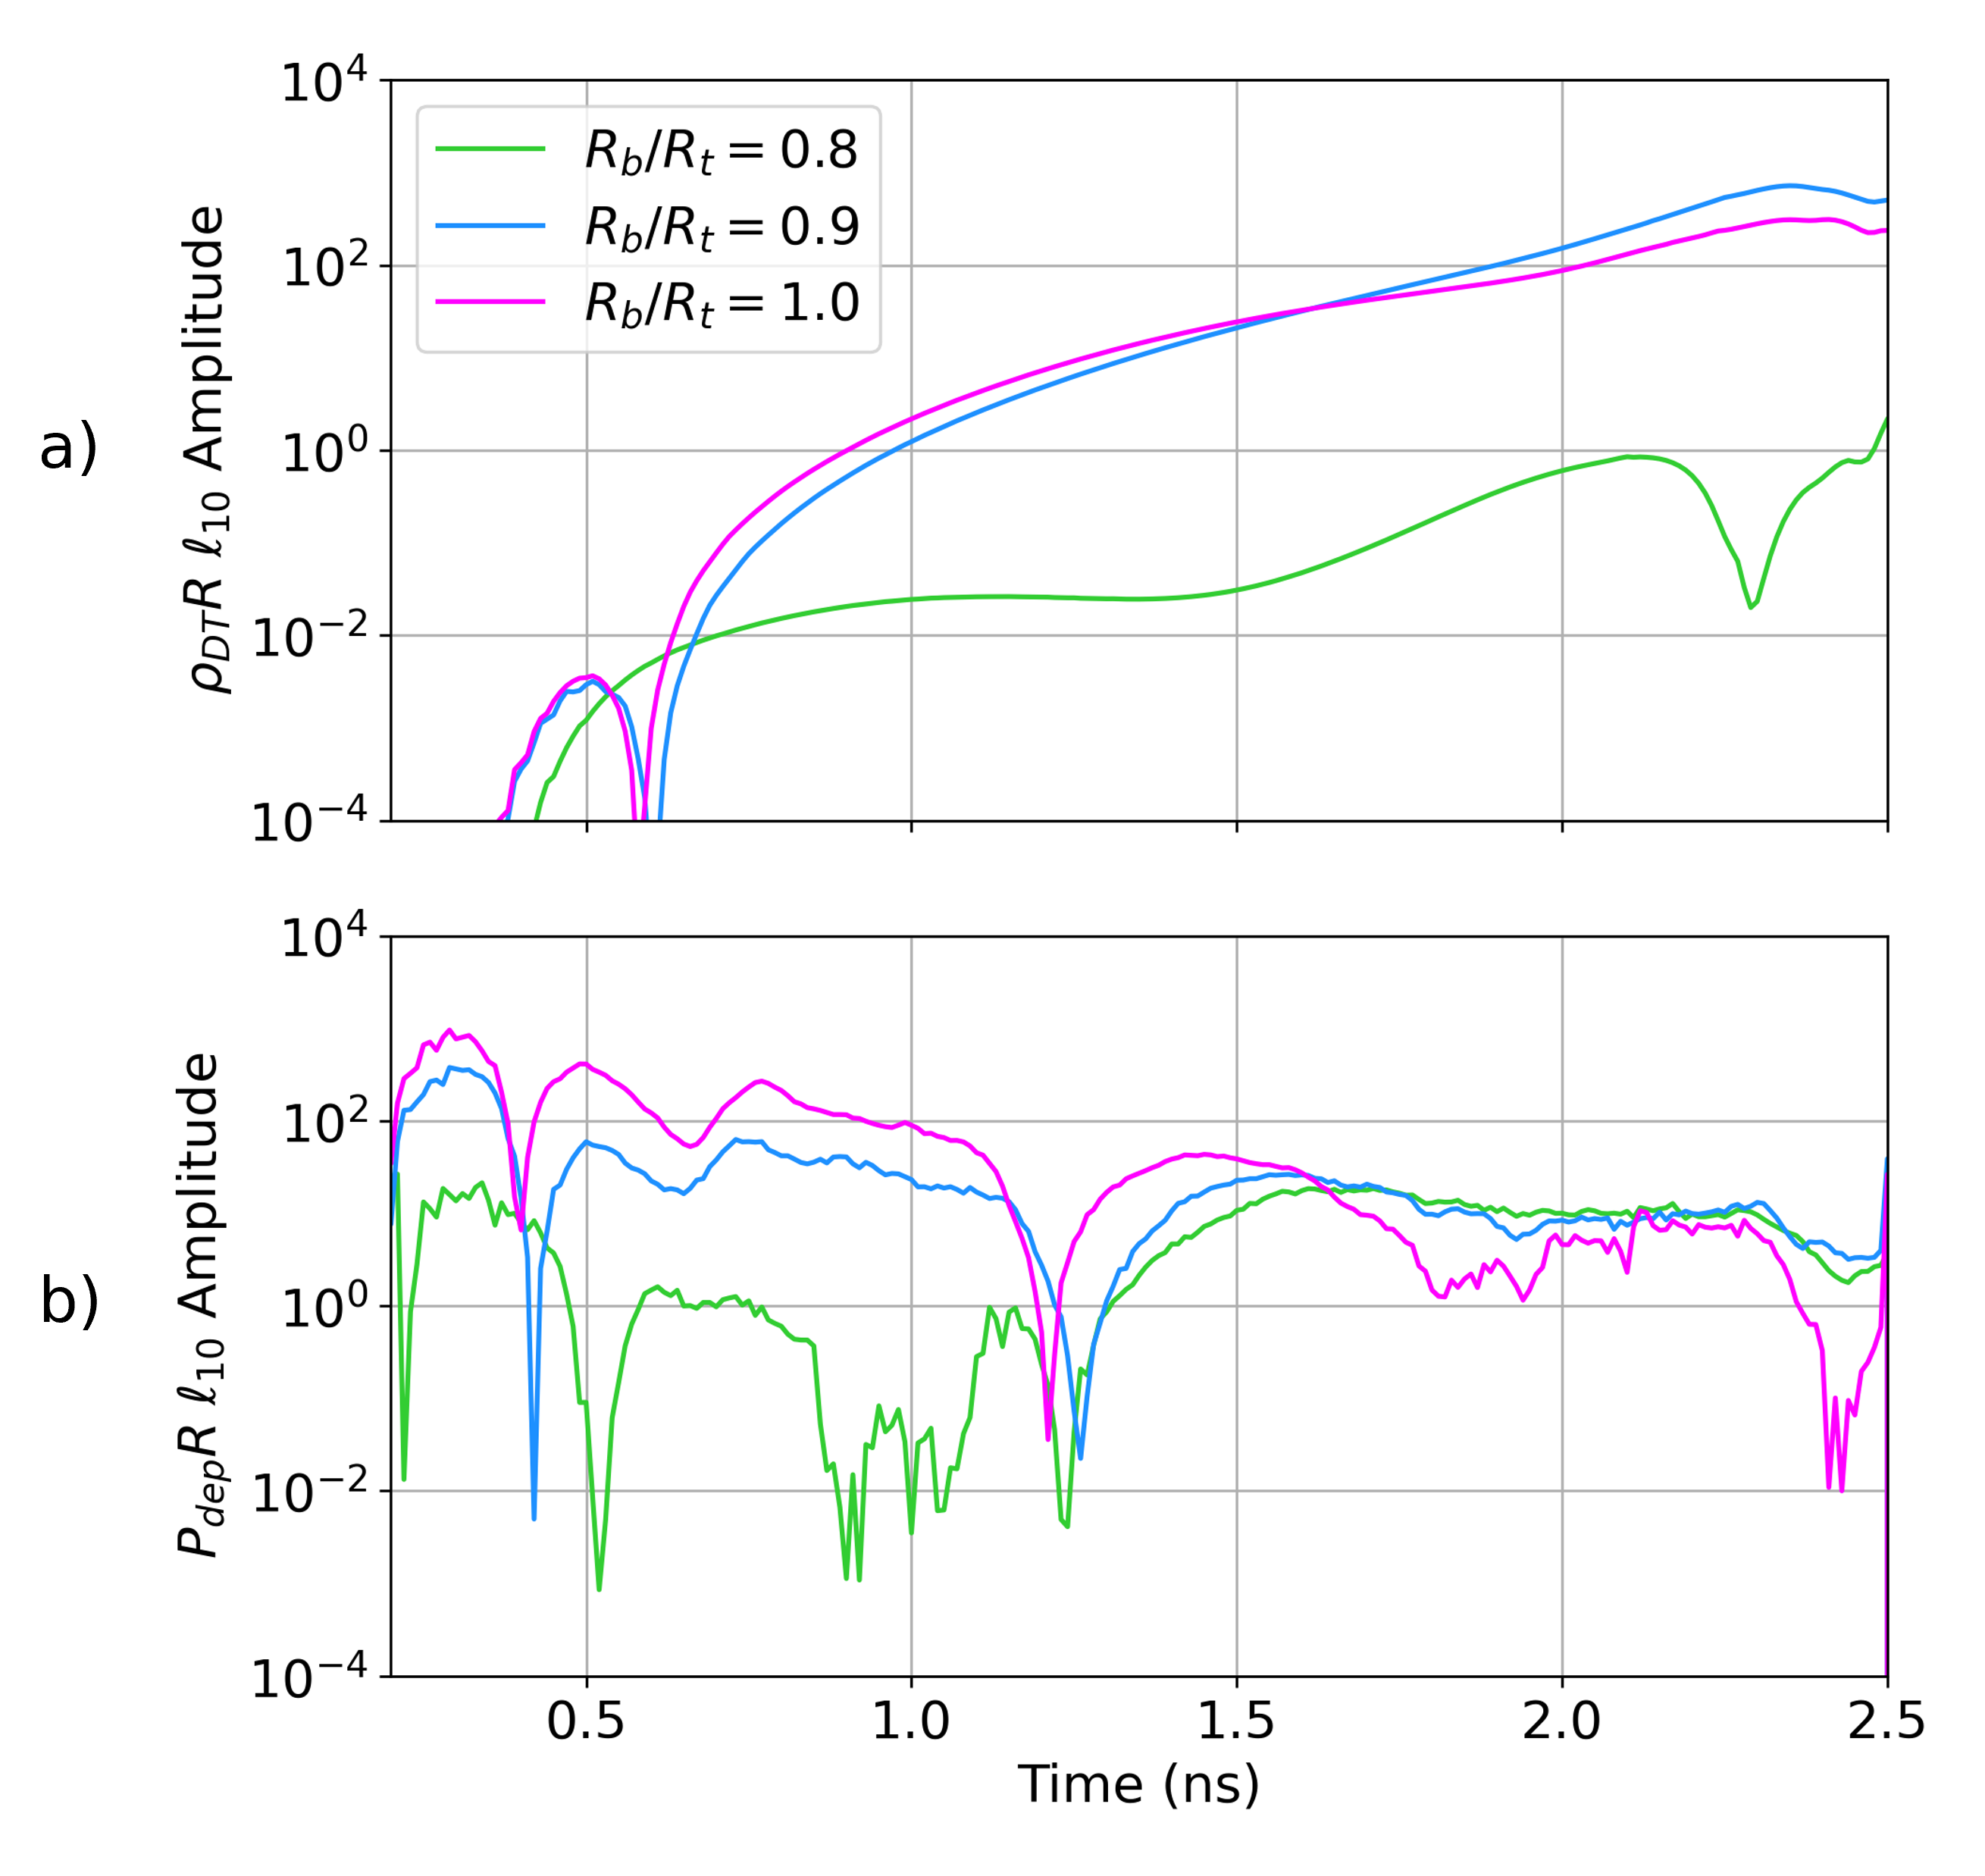 a)
ρ_DT R ℓ_10 Amplitude
10^4
10^2
10^0
10^−2
10^−4
R_b/R_t = 0.8
R_b/R_t = 0.9
R_b/R_t = 1.0
b)
P_dep R ℓ_10 Amplitude
10^4
10^2
10^0
10^−2
10^−4
0.5 1.0 1.5 2.0 2.5
Time (ns)